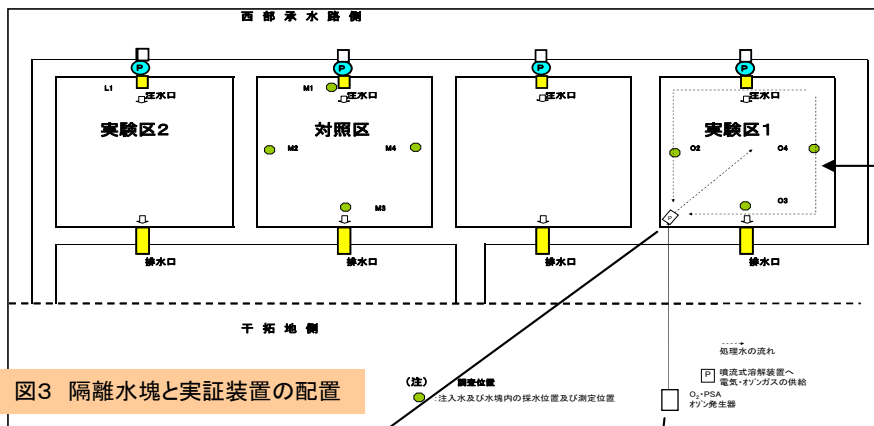 西部承水路側
P P P P
L1 注水口 M1 注水口 注水口 注水口
実験区2 対照区 実験区1
M2 M4 O2 O4
M3 O3
P
排水口 排水口 排水口 排水口
干拓地側
処理水の流れ
P 噴流式溶解装置へ
電気・オゾンガスの供給
(注) 調査位置
:注入水及び水塊内の採水位置及び測定位置
O₂・PSA
オゾン発生器
図3 隔離水塊と実証装置の配置